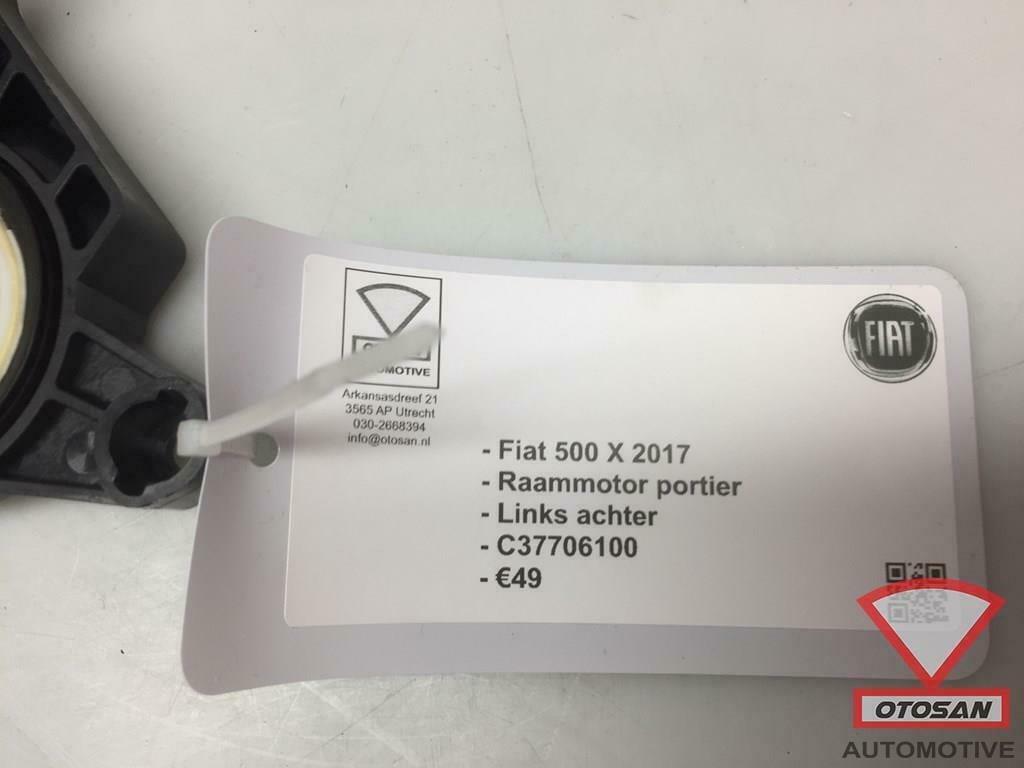 AUTOMOTIVE
Arkansasdreef 21
3565 AP Utrecht
030-2668394
info@otosan.nl
FIAT
- Fiat 500 X 2017
- Raammotor portier
- Links achter
- C37706100
- €49
OTOSAN
AUTOMOTIVE